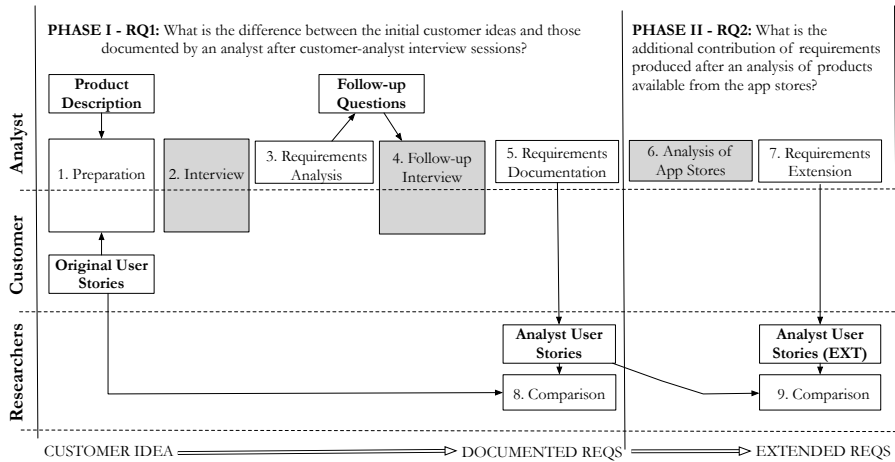 PHASE I - RQ1: What is the difference between the initial customer ideas and those
documented by an analyst after customer-analyst interview sessions?
PHASE II - RQ2: What is the
additional contribution of requirements
produced after an analysis of products
available from the app stores?
Analyst
Product
Description
Follow-up
Questions
1. Preparation
2. Interview
3. Requirements
Analysis
4. Follow-up
Interview
5. Requirements
Documentation
6. Analysis of
App Stores
7. Requirements
Extension
Customer
Original User
Stories
Researchers
Analyst User
Stories
Analyst User
Stories (EXT)
8. Comparison
9. Comparison
CUSTOMER IDEA
DOCUMENTED REQS
EXTENDED REQS